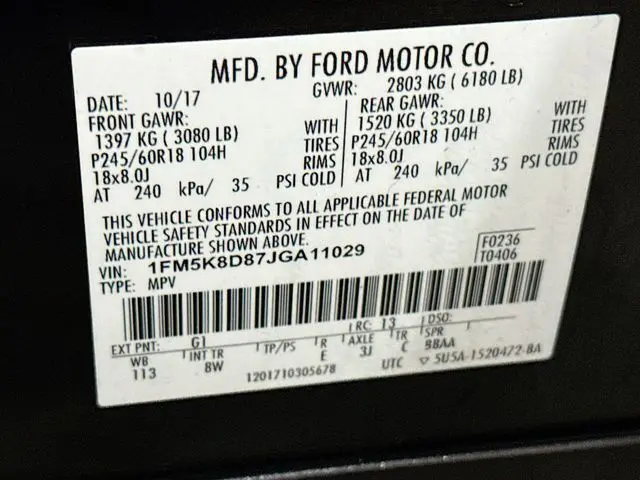 MFD. BY FORD MOTOR CO.
DATE: 10/17 GVWR: 2803 KG ( 6180 LB)
FRONT GAWR: REAR GAWR:
1397 KG ( 3080 LB) WITH 1520 KG ( 3350 LB) WITH
P245/60R18 104H TIRES P245/60R18 104H TIRES
18x8.0J RIMS 18x8.0J RIMS
AT 240 kPa/ 35 PSI COLD AT 240 kPa/ 35 PSI COLD
THIS VEHICLE CONFORMS TO ALL APPLICABLE FEDERAL MOTOR
VEHICLE SAFETY STANDARDS IN EFFECT ON THE DATE OF
MANUFACTURE SHOWN ABOVE.
VIN: 1FM5K8D87JGA11029 F0236
TYPE: MPV T0406
EXT PNT: G1 RC: 13 DSO:
WB INT TR TP/PS R AXLE TR SPR
113 8W E 3J C BBAA
1201710305678 UTC ▽ 5U5A-1520472-BA